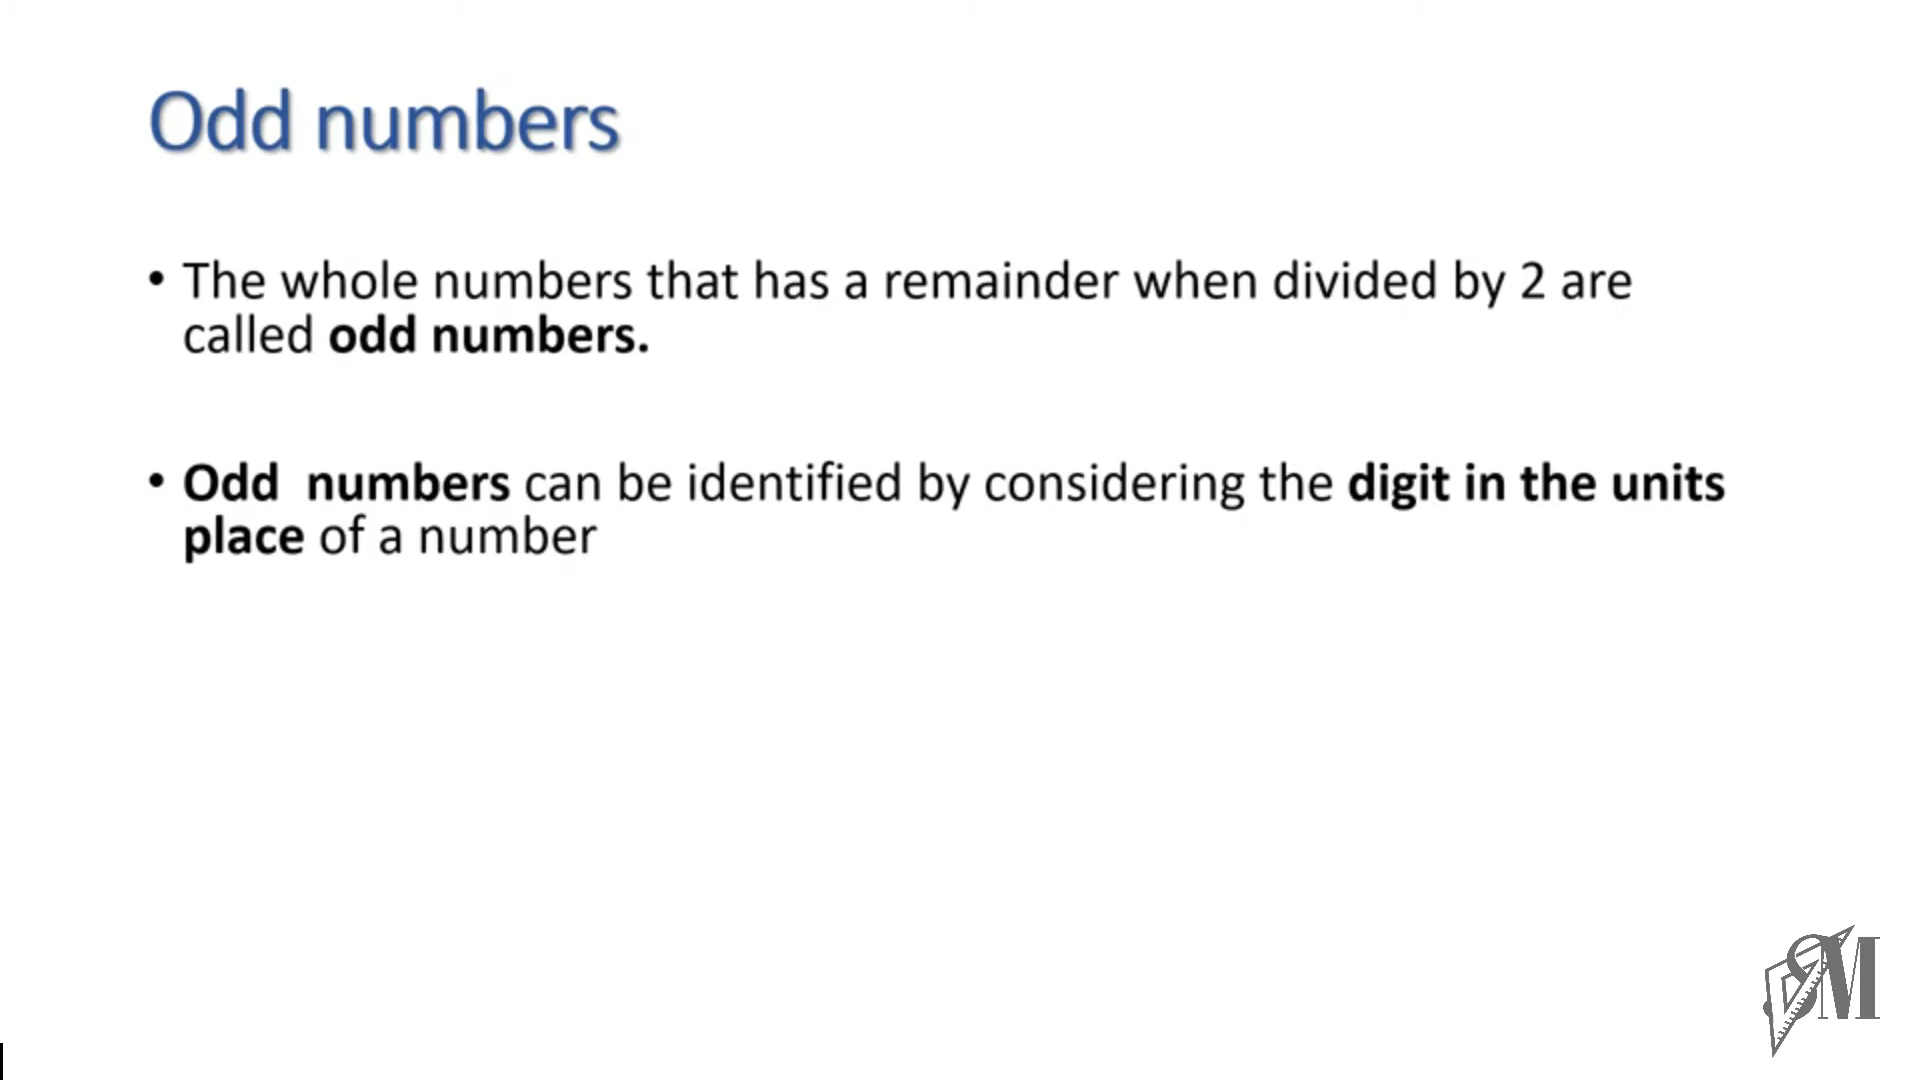 Odd numbers
• The whole numbers that has a remainder when divided by 2 are
called odd numbers.
• Odd  numbers can be identified by considering the digit in the units
place of a number
SM